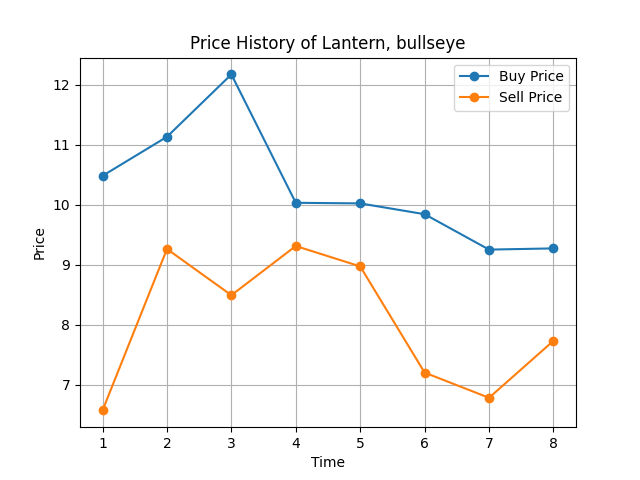 Price History of Lantern, bullseye
Buy Price
Sell Price
12
11
10
9
8
7
Price
1 2 3 4 5 6 7 8
Time